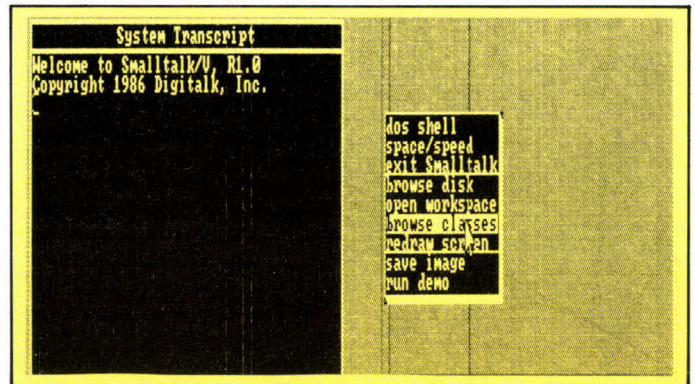 System Transcript
Welcome to Smalltalk/V, R1.0
Copyright 1986 Digitalk, Inc.
dos shell
space/speed
exit Smalltalk
browse disk
open workspace
browse classes
redraw screen
save image
run demo